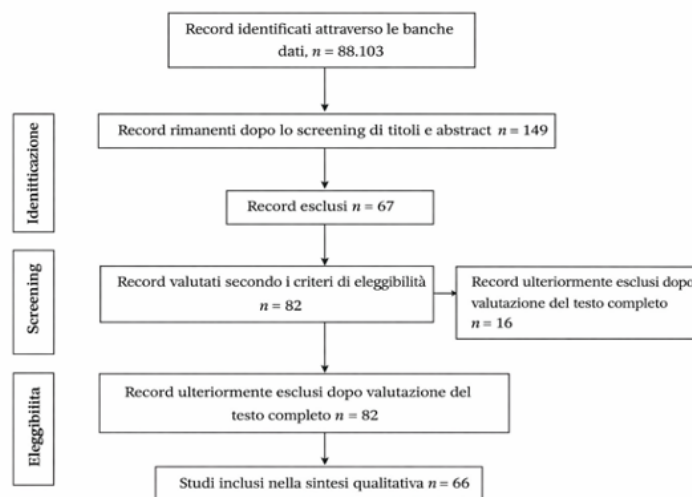 Record identificati attraverso le banche
dati, n = 88.103
Idenitticazione
Record rimanenti dopo lo screening di titoli e abstract n = 149
Record esclusi n = 67
Screening
Record valutati secondo i criteri di eleggibilità
n = 82
Record ulteriormente esclusi dopo
valutazione del testo completo
n = 16
Eleggibilita
Record ulteriormente esclusi dopo valutazione del
testo completo n = 82
Studi inclusi nella sintesi qualitativa n = 66